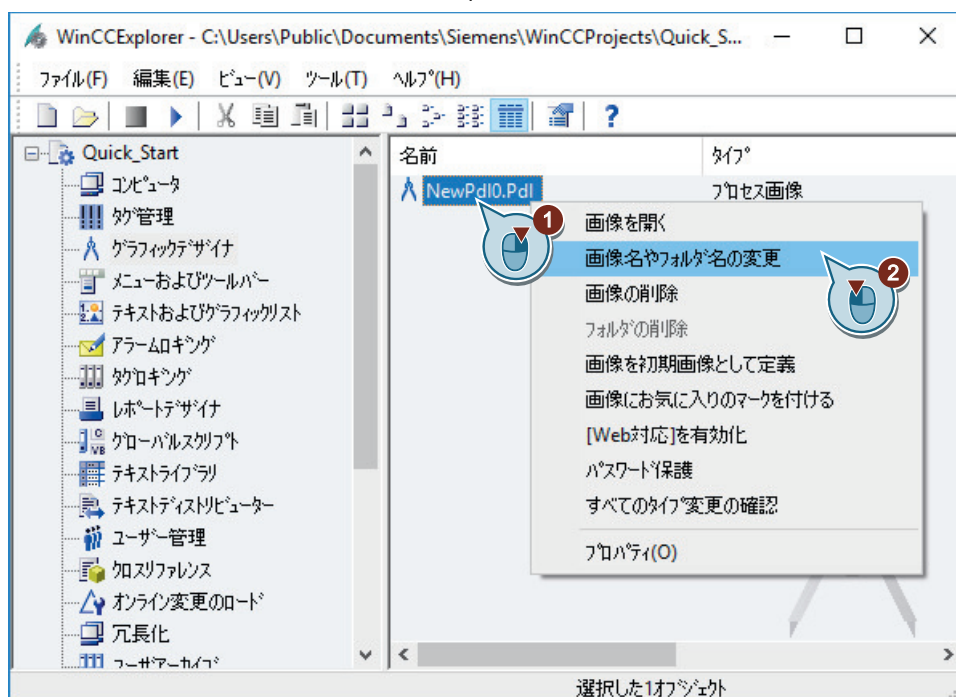 WinCCExplorer - C:\Users\Public\Documents\Siemens\WinCCProjects\Quick_S...
ファイル(F) 編集(E) ビュー(V) ツール(T) ヘルプ(H)
Quick_Start
コンピュータ
タグ管理
グラフィックデザイナ
メニューおよびツールバー
テキストおよびグラフィックリスト
アラームロギング
タグロギング
レポートデザイナ
グローバルスクリプト
テキストライブラリ
テキストディストリビューター
ユーザー管理
クロスリファレンス
オンライン変更のロード
冗長化
ユーザアーカイブ
名前 タイプ
NewPdl0.Pdl プロセス画像
1
画像を開く
画像名やフォルダ名の変更
2
画像の削除
フォルダの削除
画像を初期画像として定義
画像にお気に入りのマークを付ける
[Web対応]を有効化
パスワード保護
すべてのタイプ変更の確認
プロパティ(O)
選択した1オブジェクト